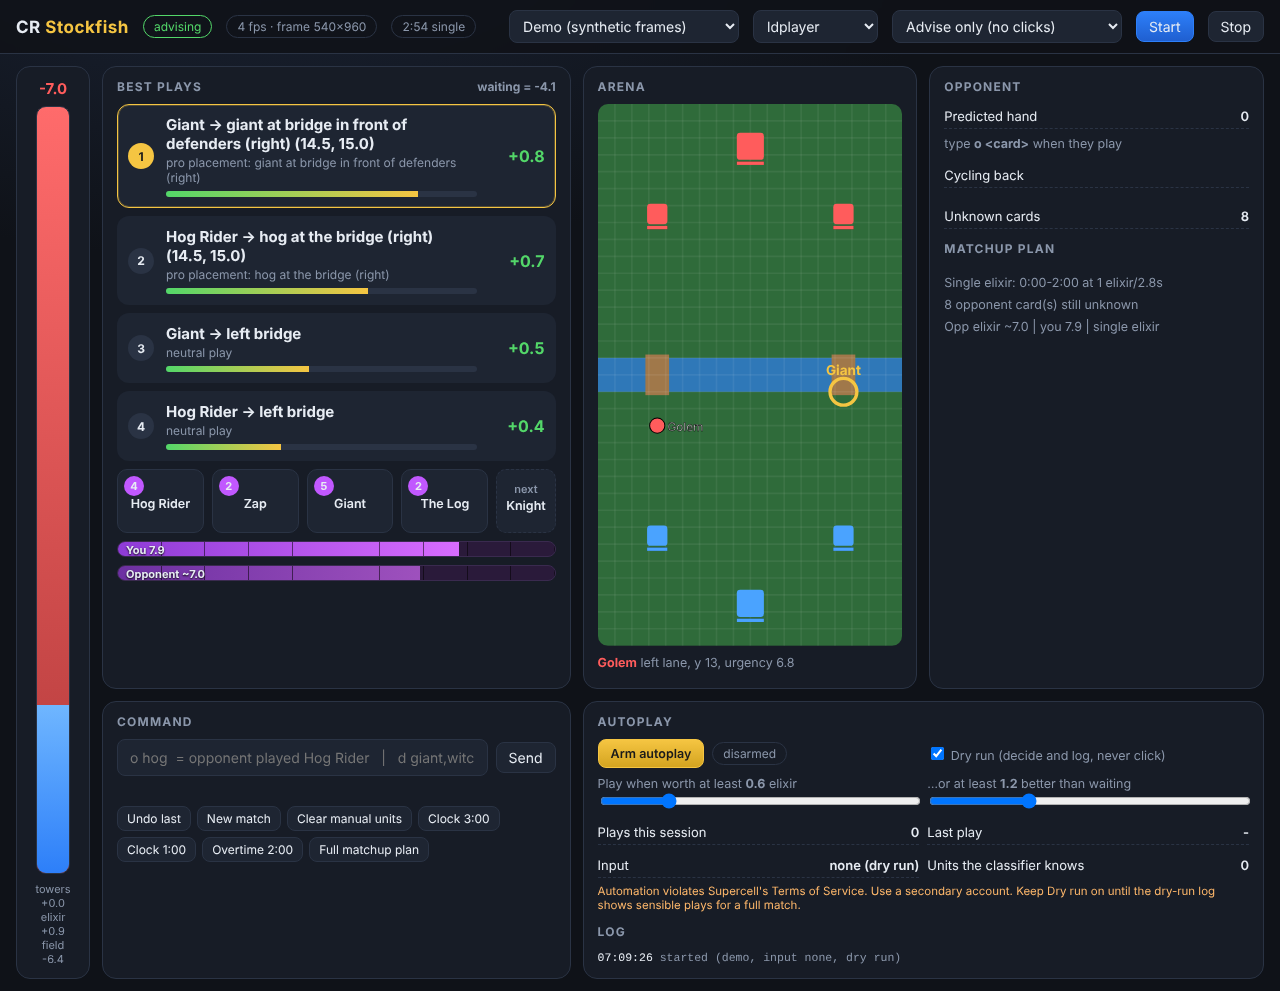 CR Stockfish
advising
4 fps · frame 540×960
2:54 single
Demo (synthetic frames)
ldplayer
Advise only (no clicks)
Start
Stop
-7.0
towers
+0.0
elixir
+0.9
field
-6.4
BEST PLAYS
waiting = -4.1
1
Giant → giant at bridge in front of
defenders (right) (14.5, 15.0)
pro placement: giant at bridge in front of defenders
(right)
+0.8
2
Hog Rider → hog at the bridge (right)
(14.5, 15.0)
pro placement: hog at the bridge (right)
+0.7
3
Giant → left bridge
neutral play
+0.5
4
Hog Rider → left bridge
neutral play
+0.4
4
Hog Rider
2
Zap
5
Giant
2
The Log
next
Knight
You 7.9
Opponent ~7.0
ARENA
Giant
Golem
Golem left lane, y 13, urgency 6.8
OPPONENT
Predicted hand 0
type o <card> when they play
Cycling back
Unknown cards 8
MATCHUP PLAN
Single elixir: 0:00-2:00 at 1 elixir/2.8s
8 opponent card(s) still unknown
Opp elixir ~7.0 | you 7.9 | single elixir
COMMAND
o hog = opponent played Hog Rider | d giant,witc
Send
Undo last
New match
Clear manual units
Clock 3:00
Clock 1:00
Overtime 2:00
Full matchup plan
AUTOPLAY
Arm autoplay
disarmed
Dry run (decide and log, never click)
Play when worth at least 0.6 elixir
...or at least 1.2 better than waiting
Plays this session 0
Last play -
Input none (dry run)
Units the classifier knows 0
Automation violates Supercell's Terms of Service. Use a secondary account. Keep Dry run on until the dry-run log
shows sensible plays for a full match.
LOG
07:09:26 started (demo, input none, dry run)